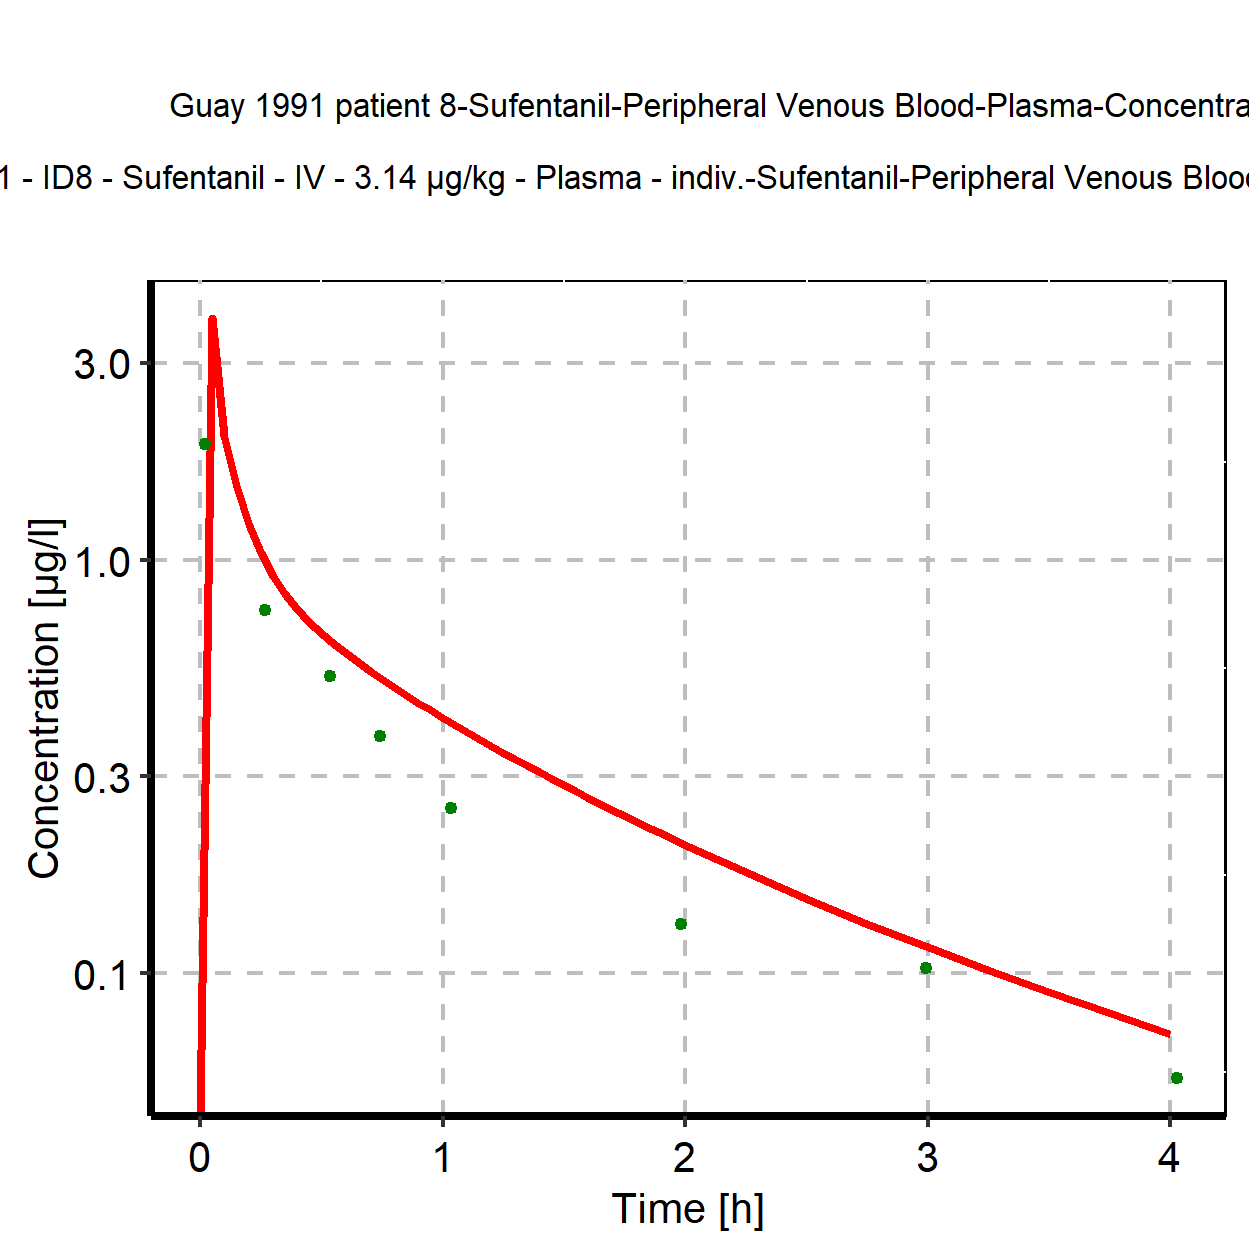 Guay 1991 patient 8-Sufentanil-Peripheral Venous Blood-Plasma-Concentra
1 - ID8 - Sufentanil - IV - 3.14 µg/kg - Plasma - indiv.-Sufentanil-Peripheral Venous Bloo
3.0
1.0
0.3
0.1
Concentration [µg/l]
0 1 2 3 4
Time [h]